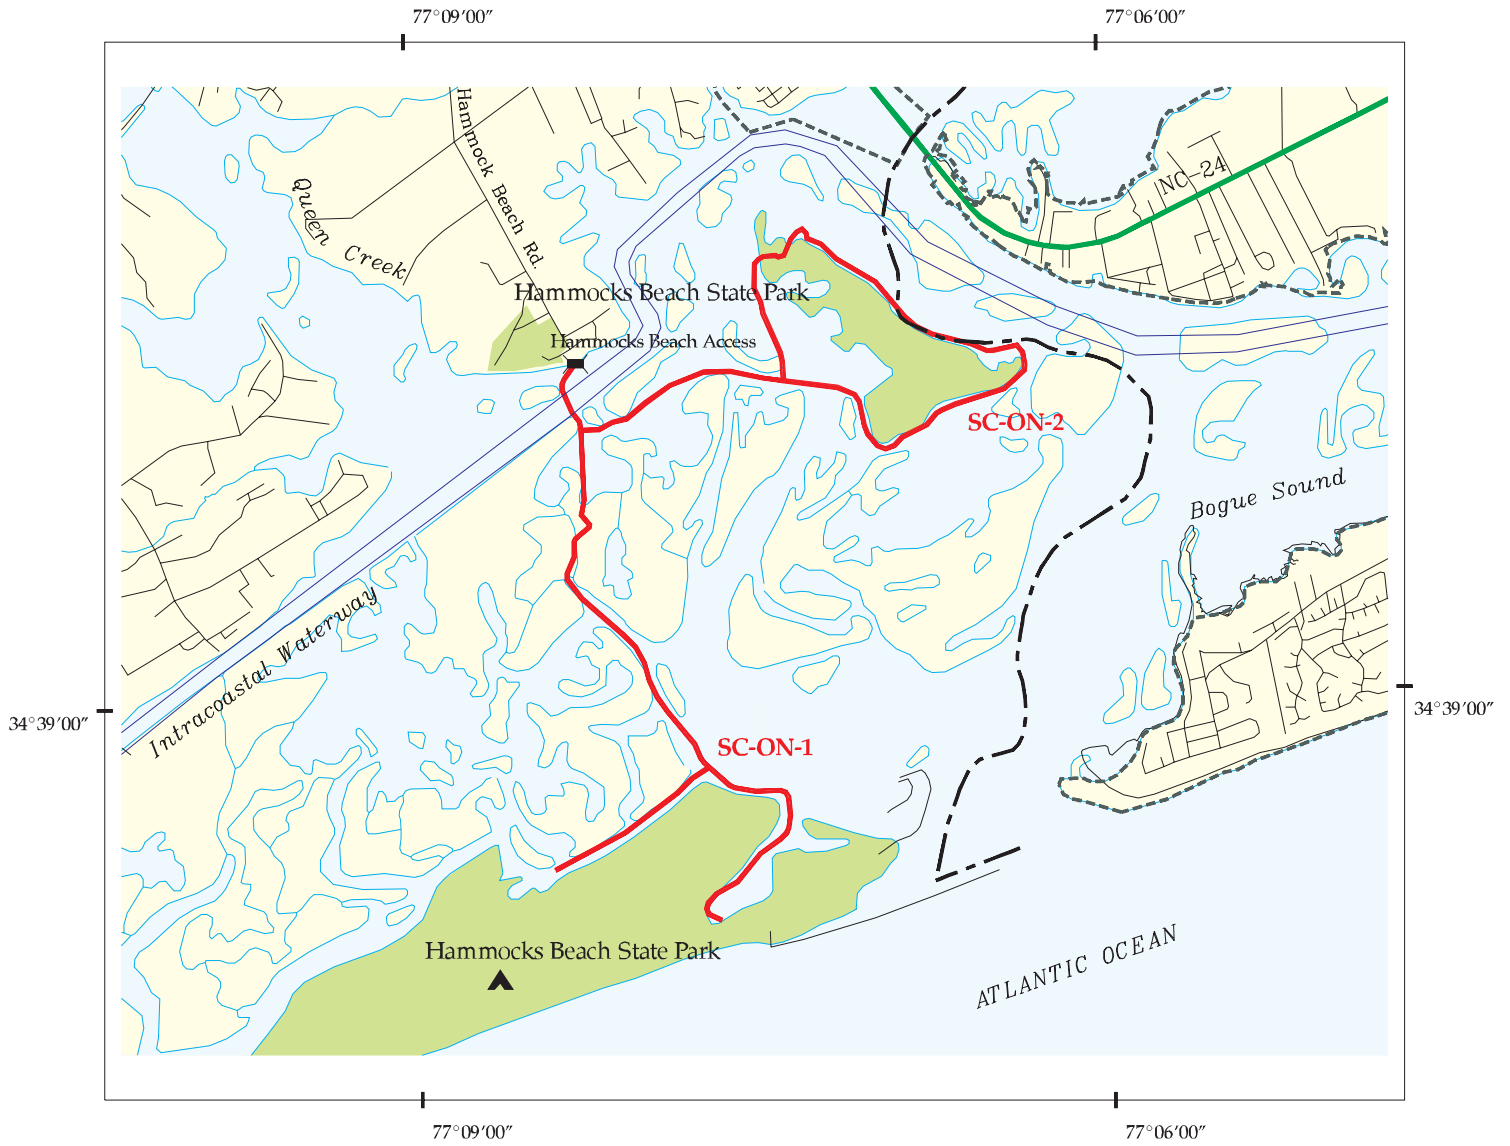 77°09′00″
77°06′00″
Hammock Beach Rd.
NC-24
Queen Creek
Hammocks Beach State Park
Hammocks Beach Access
SC-ON-2
Bogue Sound
Intracoastal Waterway
34°39′00″
34°39′00″
SC-ON-1
Hammocks Beach State Park
ATLANTIC OCEAN
77°09′00″
77°06′00″